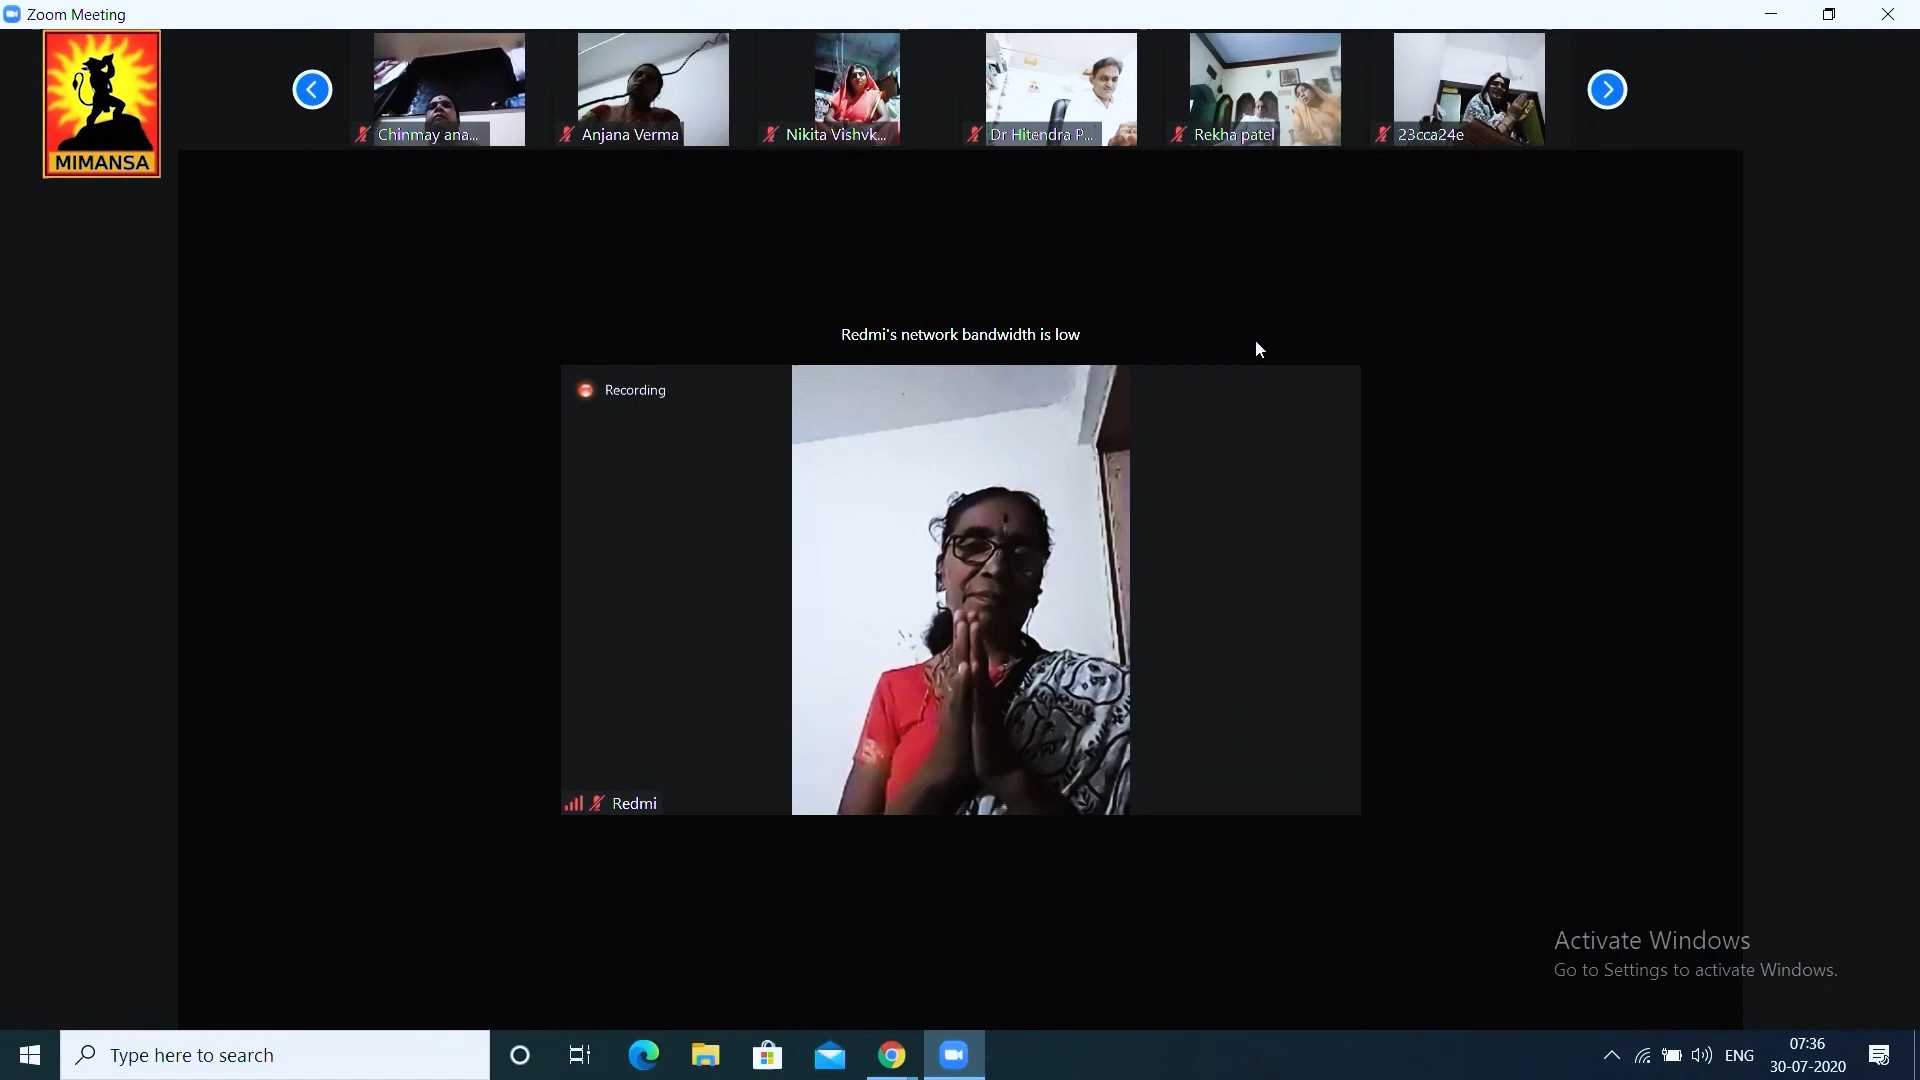 Zoom Meeting
MIMANSA
Chinmay ana...
Anjana Verma
Nikita Vishvk...
Dr Hitendra P...
Rekha patel
23cca24e
Redmi's network bandwidth is low
Recording
Redmi
Activate Windows
Go to Settings to activate Windows.
Type here to search
ENG
07:36
30-07-2020